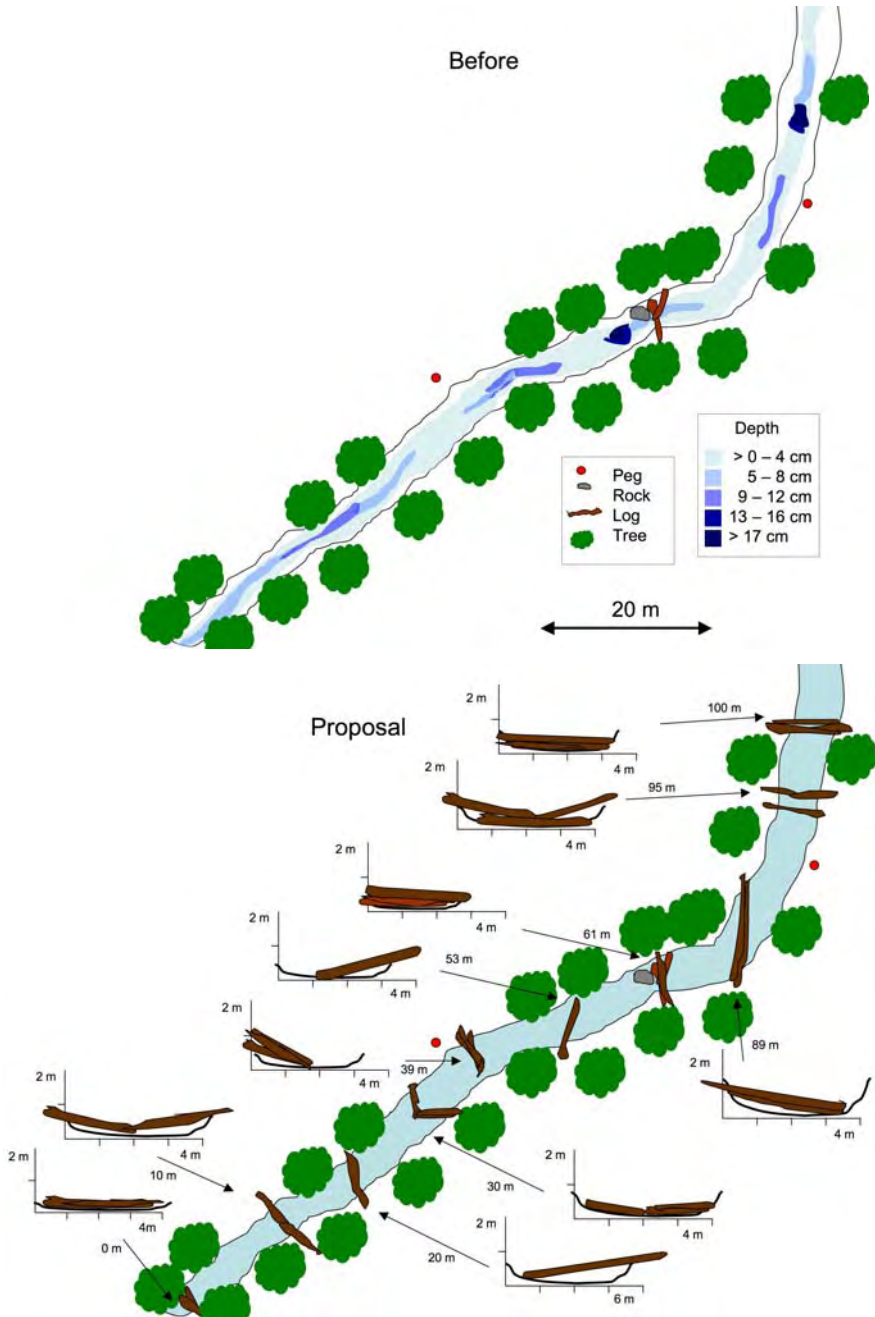 Before
Peg
Rock
Log
Tree
Depth
> 0 – 4 cm
5 – 8 cm
9 – 12 cm
13 – 16 cm
> 17 cm
20 m
Proposal
2 m
4 m
100 m
2 m
4 m
95 m
2 m
4 m
61 m
2 m
4 m
53 m
2 m
4 m
39 m
2 m
4 m
89 m
2 m
4 m
10 m
2 m
4m
0 m
2 m
4 m
30 m
2 m
6 m
20 m